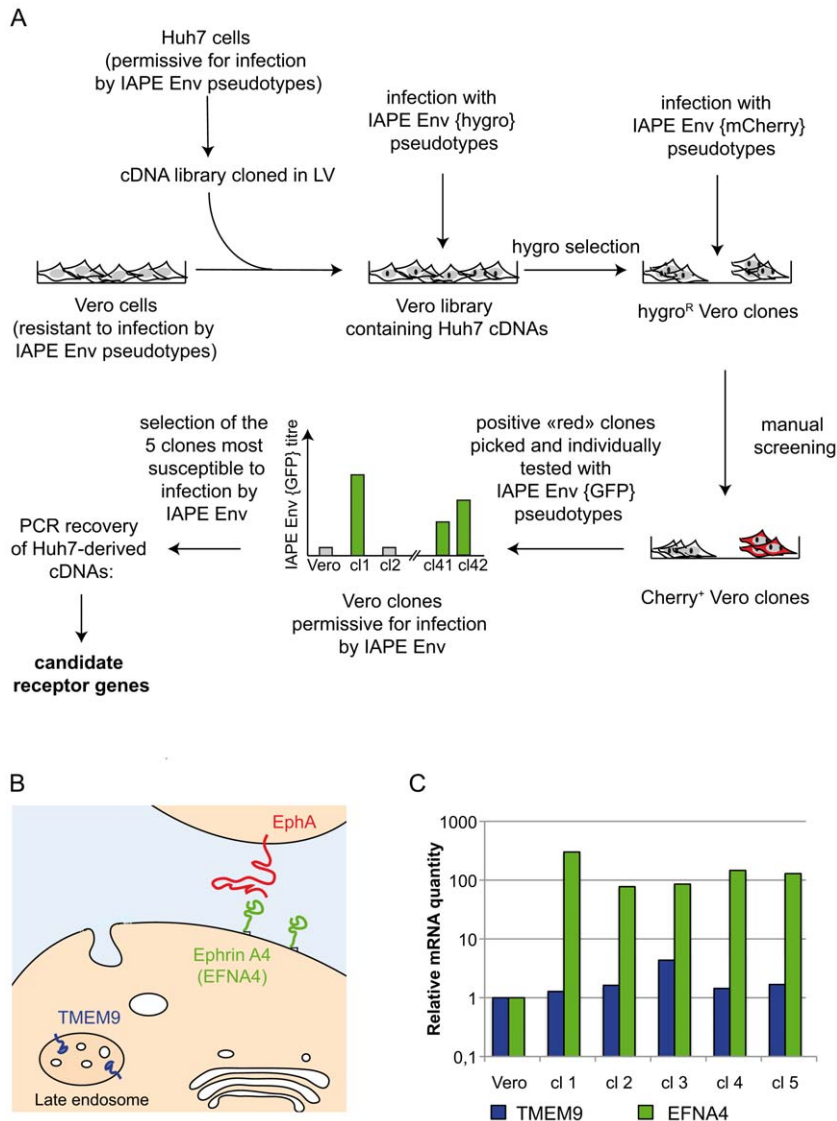 A
Huh7 cells
(permissive for infection
by IAPE Env pseudotypes)
cDNA library cloned in LV
infection with
IAPE Env {hygro}
pseudotypes
infection with
IAPE Env {mCherry}
pseudotypes
hygro selection
Vero cells
(resistant to infection by
IAPE Env pseudotypes)
Vero library
containing Huh7 cDNAs
hygroᴿ Vero clones
manual
screening
Cherry⁺ Vero clones
positive «red» clones
picked and individually
tested with
IAPE Env {GFP}
pseudotypes
IAPE Env {GFP} titre
Vero cl1 cl2 cl41 cl42
Vero clones
permissive for infection
by IAPE Env
selection of the
5 clones most
susceptible to
infection by
IAPE Env
PCR recovery
of Huh7-derived
cDNAs:
candidate
receptor genes
B
EphA
Ephrin A4
(EFNA4)
TMEM9
Late endosome
C
Relative mRNA quantity
1000
100
10
1
0,1
Vero cl 1 cl 2 cl 3 cl 4 cl 5
TMEM9 EFNA4